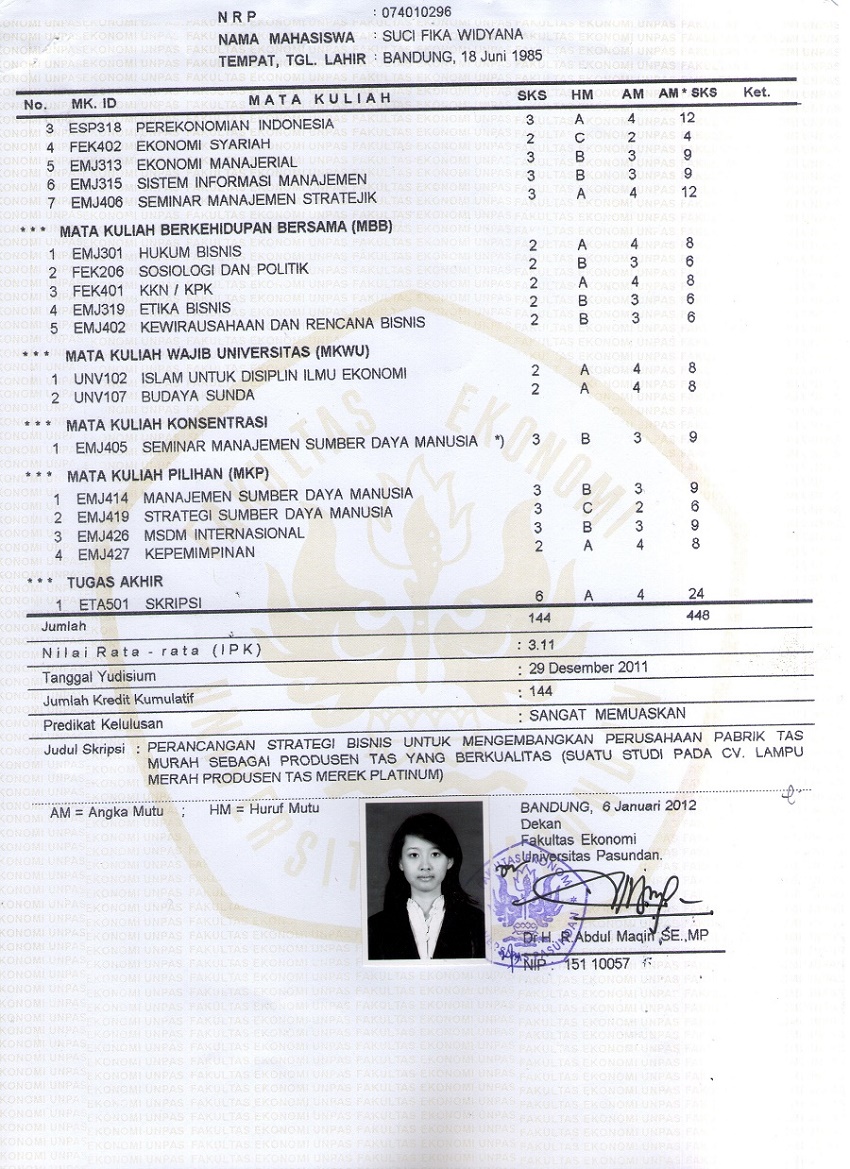 NRP : 074010296
NAMA MAHASISWA : SUCI FIKA WIDYANA
TEMPAT, TGL. LAHIR : BANDUNG, 18 Juni 1985
No. MK. ID MATA KULIAH SKS HM AM AM * SKS Ket.
3 ESP318 PEREKONOMIAN INDONESIA 3 A 4 12
4 FEK402 EKONOMI SYARIAH 2 C 2 4
5 EMJ313 EKONOMI MANAJERIAL 3 B 3 9
6 EMJ315 SISTEM INFORMASI MANAJEMEN 3 B 3 9
7 EMJ406 SEMINAR MANAJEMEN STRATEJIK 3 A 4 12
*** MATA KULIAH BERKEHIDUPAN BERSAMA (MBB)
1 EMJ301 HUKUM BISNIS 2 A 4 8
2 FEK206 SOSIOLOGI DAN POLITIK 2 B 3 6
3 FEK401 KKN / KPK 2 A 4 8
4 EMJ319 ETIKA BISNIS 2 B 3 6
5 EMJ402 KEWIRAUSAHAAN DAN RENCANA BISNIS 2 B 3 6
*** MATA KULIAH WAJIB UNIVERSITAS (MKWU)
1 UNV102 ISLAM UNTUK DISIPLIN ILMU EKONOMI 2 A 4 8
2 UNV107 BUDAYA SUNDA 2 A 4 8
*** MATA KULIAH KONSENTRASI
1 EMJ405 SEMINAR MANAJEMEN SUMBER DAYA MANUSIA *) 3 B 3 9
*** MATA KULIAH PILIHAN (MKP)
1 EMJ414 MANAJEMEN SUMBER DAYA MANUSIA 3 B 3 9
2 EMJ419 STRATEGI SUMBER DAYA MANUSIA 3 C 2 6
3 EMJ426 MSDM INTERNASIONAL 3 B 3 9
4 EMJ427 KEPEMIMPINAN 2 A 4 8
*** TUGAS AKHIR
1 ETA501 SKRIPSI 6 A 4 24
Jumlah 144 448
Nilai Rata - rata (IPK) : 3.11
Tanggal Yudisium : 29 Desember 2011
Jumlah Kredit Kumulatif : 144
Predikat Kelulusan : SANGAT MEMUASKAN
Judul Skripsi : PERANCANGAN STRATEGI BISNIS UNTUK MENGEMBANGKAN PERUSAHAAN PABRIK TAS
MURAH SEBAGAI PRODUSEN TAS YANG BERKUALITAS (SUATU STUDI PADA CV. LAMPU
MERAH PRODUSEN TAS MEREK PLATINUM)
AM = Angka Mutu ; HM = Huruf Mutu
BANDUNG, 6 Januari 2012
Dekan
Fakultas Ekonomi
Universitas Pasundan.
Dr.H. R.Abdul Maqin,SE.,MP
NIP : 151 10057